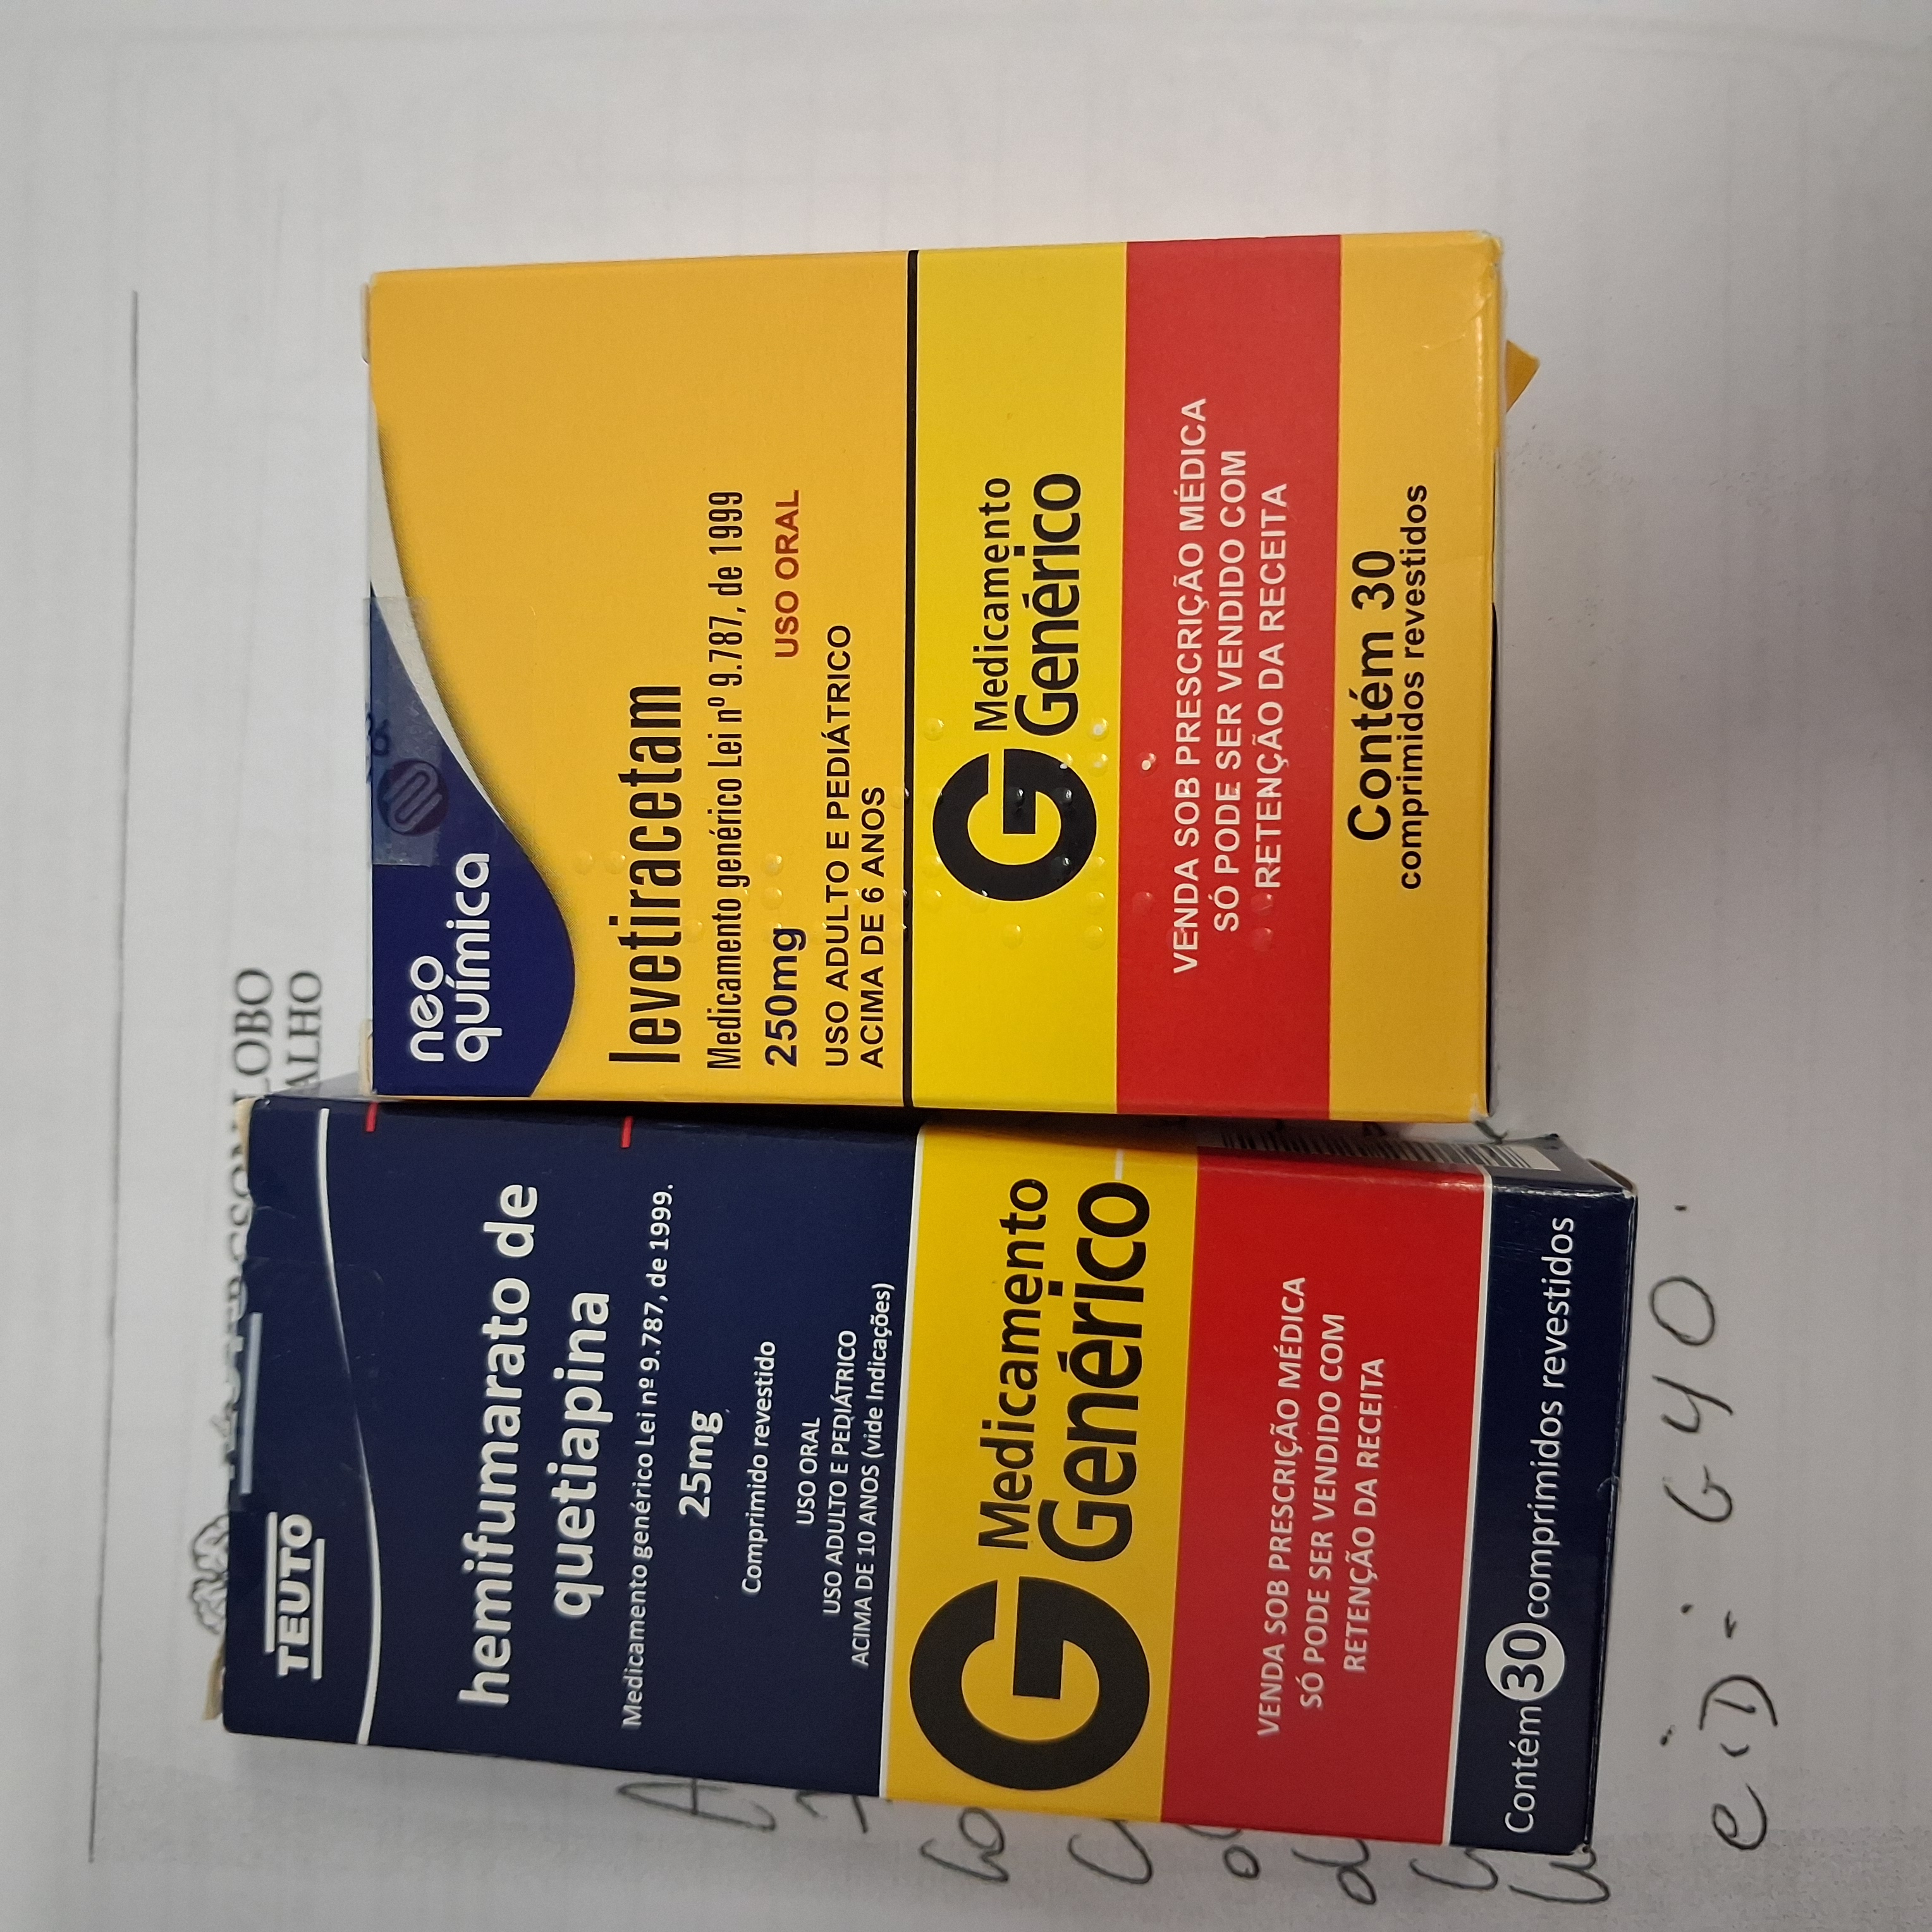 LOBO
ALHO
TEUTO
hemifumarato de
quetiapina
Medicamento genérico Lei nº 9.787, de 1999.
25mg
Comprimido revestido
USO ORAL
USO ADULTO E PEDIÁTRICO
ACIMA DE 10 ANOS (vide Indicações)
G Medicamento
Genérico
VENDA SOB PRESCRIÇÃO MÉDICA
SÓ PODE SER VENDIDO COM
RETENÇÃO DA RECEITA
Contém 30 comprimidos revestidos
neo
química
levetiracetam
Medicamento genérico Lei nº 9.787, de 1999
250mg USO ORAL
USO ADULTO E PEDIÁTRICO
ACIMA DE 6 ANOS
G Medicamento
Genérico
VENDA SOB PRESCRIÇÃO MÉDICA
SÓ PODE SER VENDIDO COM
RETENÇÃO DA RECEITA
Contém 30
comprimidos revestidos
CiD: G40.